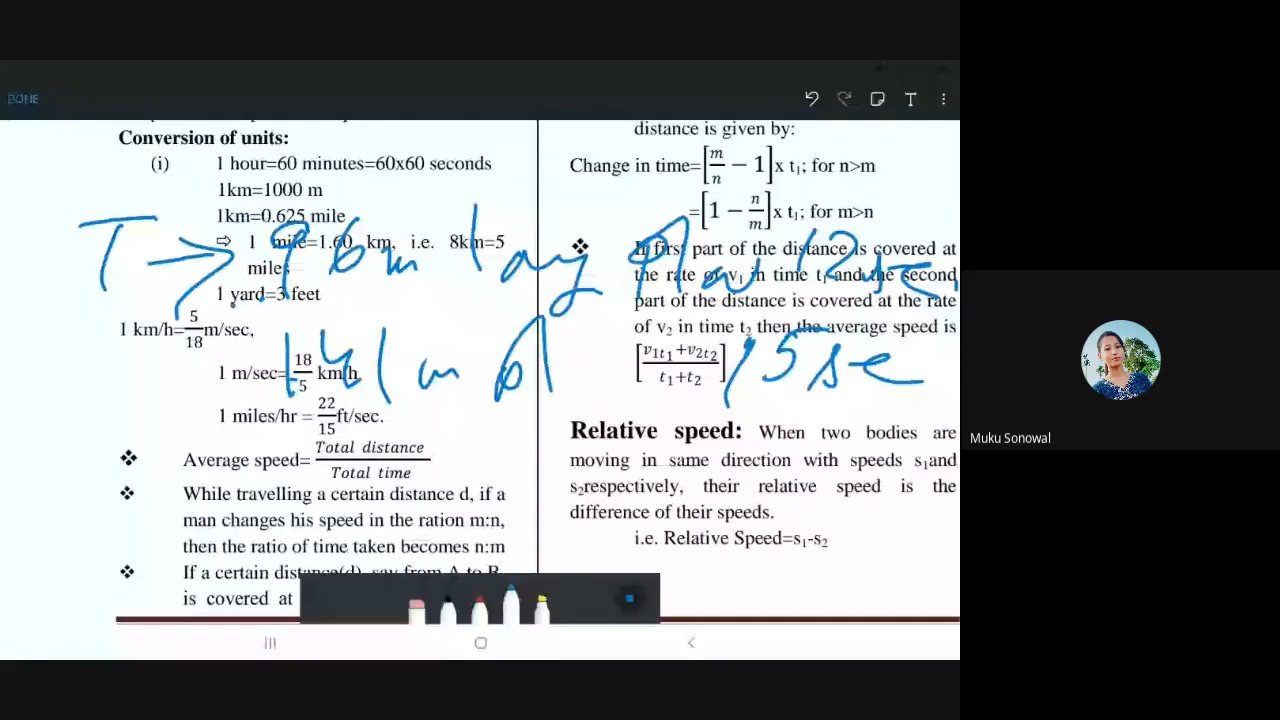 DONE
T
Conversion of units:
(i) 1 hour=60 minutes=60x60 seconds
1km=1000 m
1km=0.625 mile
⇨ 1 mile=1.60 km, i.e. 8km=5
miles
1 yard=3 feet
1 km/h=5/18 m/sec,
1 m/sec=18/5 km/h
1 miles/hr = 22/15 ft/sec.
❖ Average speed= Total distance / Total time
❖ While travelling a certain distance d, if a
man changes his speed in the ration m:n,
then the ratio of time taken becomes n:m
❖ If a certain distance(d), say from A to B,
is covered at
distance is given by:
Change in time=[m/n − 1]x t₁; for n>m
=[1 − n/m]x t₁; for m>n
❖ If first part of the distance is covered at
the rate of v₁ in time t₁ and the second
part of the distance is covered at the rate
of v₂ in time t₂ then the average speed is
[v₁t₁+v₂t₂ / t₁+t₂]
Relative speed: When two bodies are
moving in same direction with speeds s₁and
s₂respectively, their relative speed is the
difference of their speeds.
i.e. Relative Speed=s₁-s₂
T → 96m long 12sec.
141m 15se
Muku Sonowal